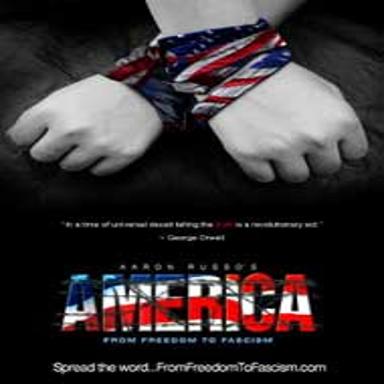 "In a time of universal deceit telling the truth is a revolutionary act."
~ George Orwell
AARON RUSSO'S
AMERICA
FROM FREEDOM TO FASCISM
Spread the word...FromFreedomToFascism.com